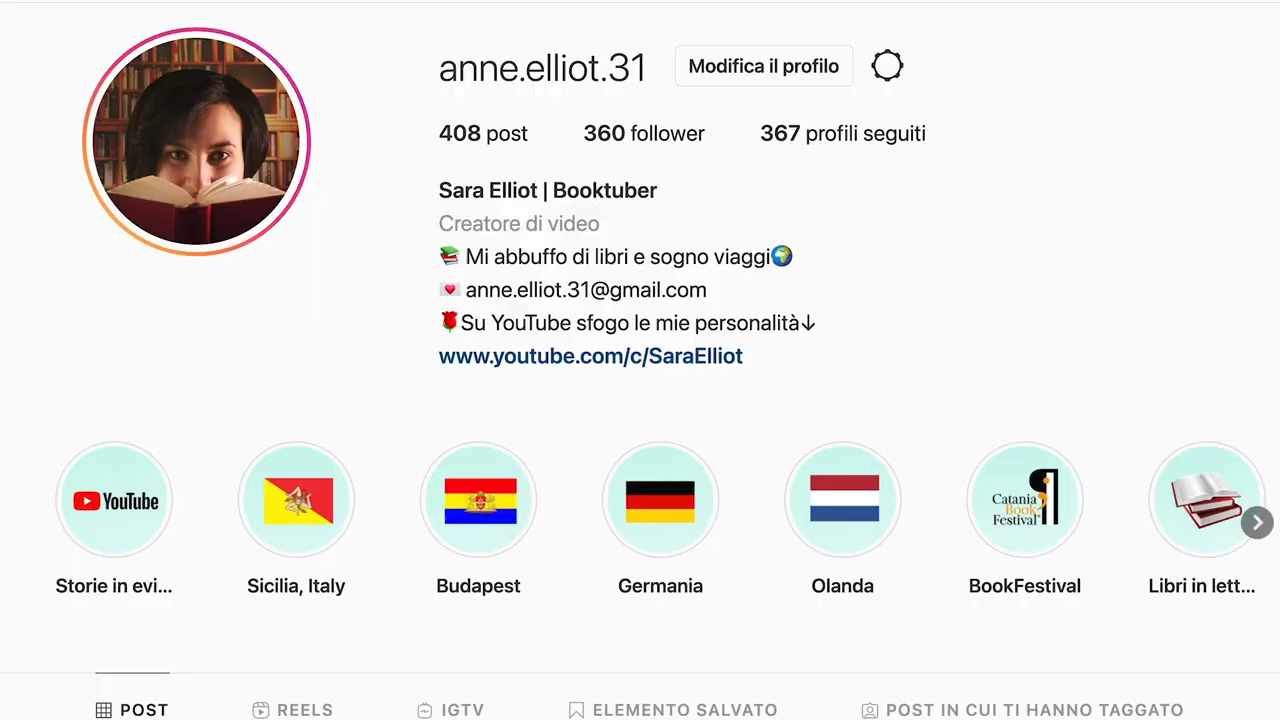 anne.elliot.31 Modifica il profilo
408 post 360 follower 367 profili seguiti
Sara Elliot | Booktuber
Creatore di video
📚 Mi abbuffo di libri e sogno viaggi🌍
💌 anne.elliot.31@gmail.com
🌹Su YouTube sfogo le mie personalità↓
www.youtube.com/c/SaraElliot
YouTube
Catania
Book
Festival
Storie in evi... Sicilia, Italy Budapest Germania Olanda BookFestival Libri in lett...
POST REELS IGTV ELEMENTO SALVATO POST IN CUI TI HANNO TAGGATO